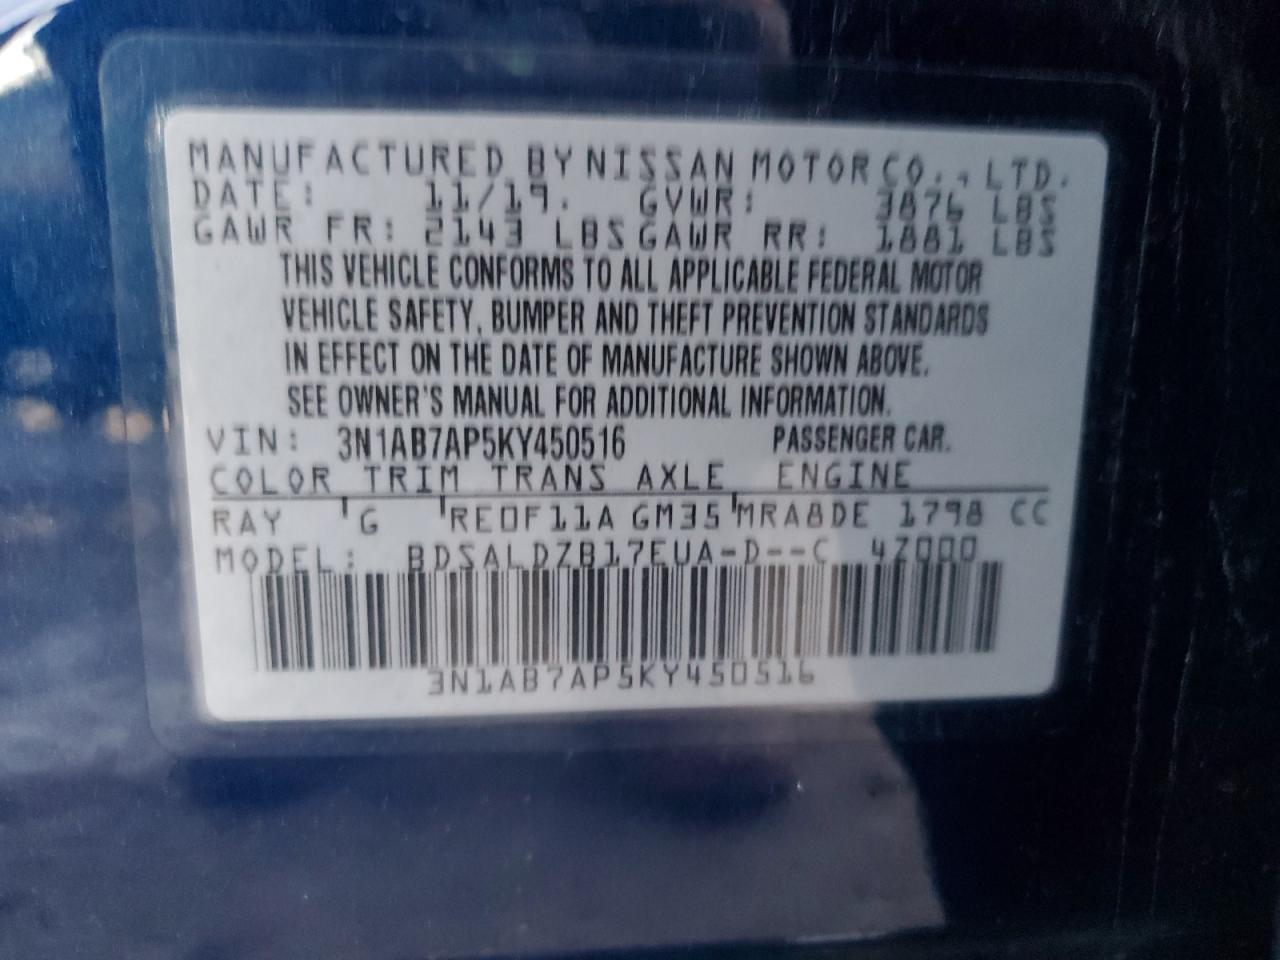 MANUFACTURED BY NISSAN MOTOR CO., LTD.
DATE: 11/19. GVWR: 3876 LBS
GAWR FR: 2143 LBS GAWR RR: 1881 LBS
THIS VEHICLE CONFORMS TO ALL APPLICABLE FEDERAL MOTOR
VEHICLE SAFETY, BUMPER AND THEFT PREVENTION STANDARDS
IN EFFECT ON THE DATE OF MANUFACTURE SHOWN ABOVE.
SEE OWNER'S MANUAL FOR ADDITIONAL INFORMATION.
VIN: 3N1AB7AP5KY450516 PASSENGER CAR.
COLOR TRIM TRANS AXLE ENGINE
RAY G RE0F11A GM35 MRA8DE 1798 CC
MODEL: BDSALDZB17EUA-D--C 4Z000
3N1AB7AP5KY450516